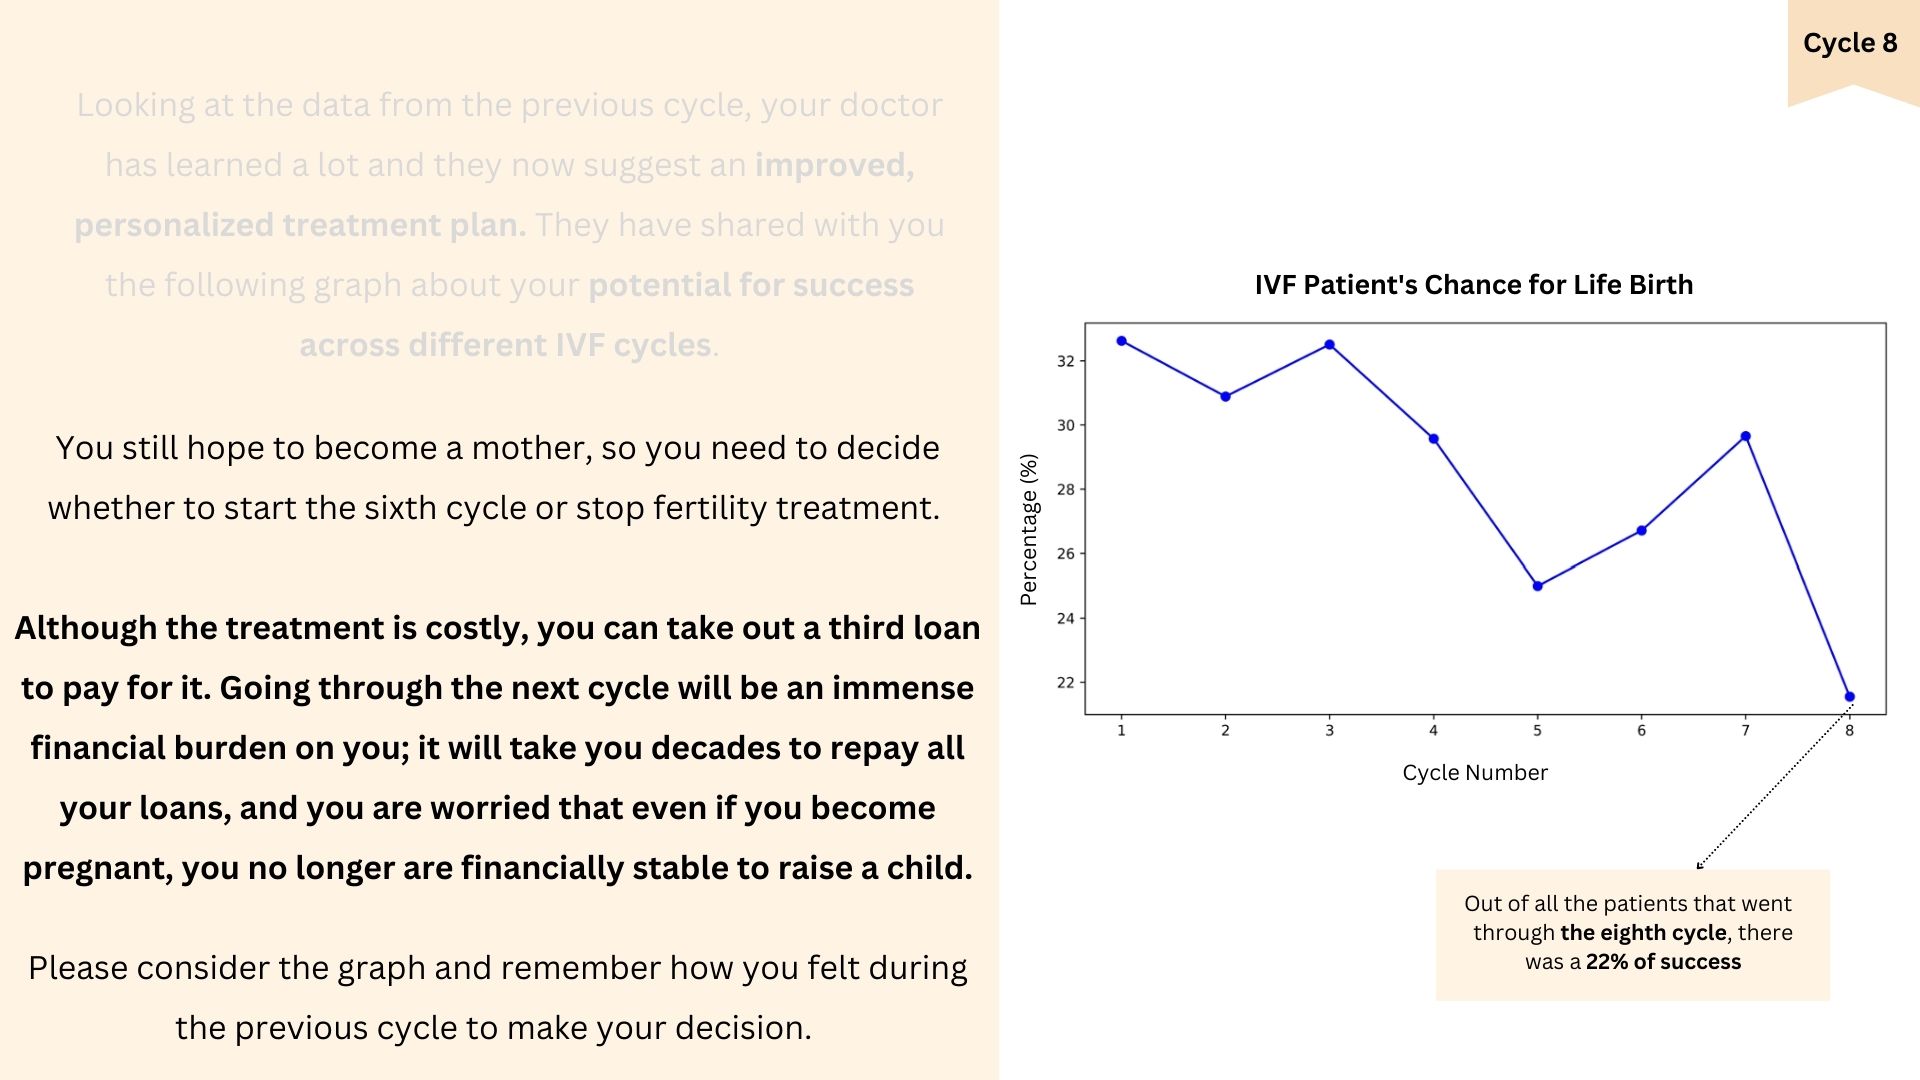 Cycle 8
Looking at the data from the previous cycle, your doctor
has learned a lot and they now suggest an improved,
personalized treatment plan. They have shared with you
the following graph about your potential for success
across different IVF cycles.
You still hope to become a mother, so you need to decide
whether to start the sixth cycle or stop fertility treatment.
Although the treatment is costly, you can take out a third loan
to pay for it. Going through the next cycle will be an immense
financial burden on you; it will take you decades to repay all
your loans, and you are worried that even if you become
pregnant, you no longer are financially stable to raise a child.
Please consider the graph and remember how you felt during
the previous cycle to make your decision.
IVF Patient's Chance for Life Birth
Percentage (%)
32
30
28
26
24
22
1 2 3 4 5 6 7 8
Cycle Number
Out of all the patients that went
through the eighth cycle, there
was a 22% of success